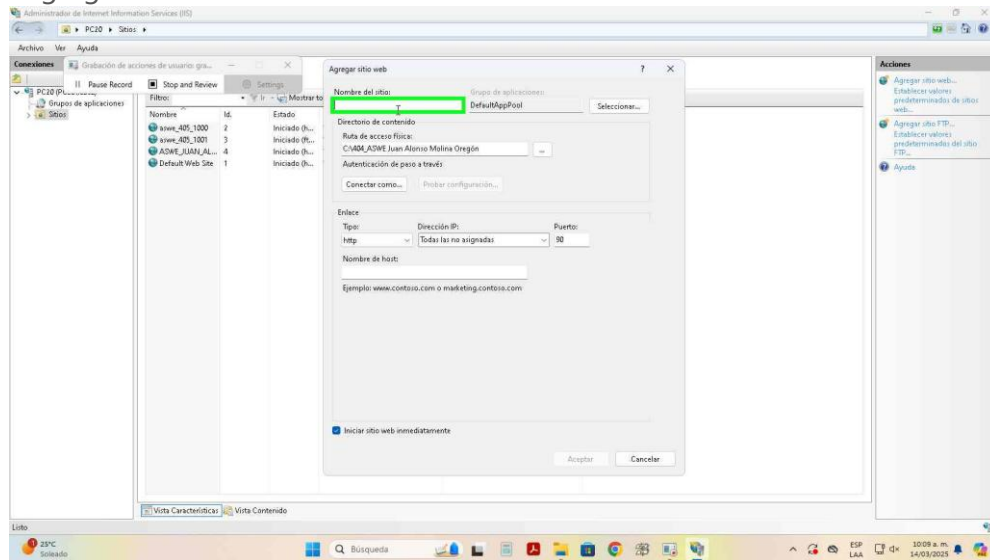 Administrador de Internet Information Services (IIS)
PC20 ▸ Sitios ▸
Archivo Ver Ayuda
Conexiones
Grabación de acciones de usuario: gra...
Pause Record Stop and Review Settings
PC20
Grupos de aplicaciones
Sitios
Filtro: Ir Mostrar to
Nombre Id. Estado
aswe_405_1000 2 Iniciado (h...
aswe_405_1001 3 Iniciado (ft...
ASWE_JUAN_AL... 4 Iniciado (h...
Default Web Site 1 Iniciado (h...
Agregar sitio web ? ×
Nombre del sitio: Grupo de aplicaciones:
DefaultAppPool Seleccionar...
Directorio de contenido
Ruta de acceso física:
C:\404_ASWE Juan Alonso Molina Oregón ...
Autenticación de paso a través
Conectar como... Probar configuración...
Enlace
Tipo: Dirección IP: Puerto:
http Todas las no asignadas 90
Nombre de host:
Ejemplo: www.contoso.com o marketing.contoso.com
Iniciar sitio web inmediatamente
Aceptar Cancelar
Acciones
Agregar sitio web...
Establecer valores
predeterminados de sitios
web...
Agregar sitio FTP...
Establecer valores
predeterminados del sitio
FTP...
Ayuda
Vista Características Vista Contenido
Listo
25°C
Soleado
Búsqueda
ESP
LAA
10:09 a. m.
14/03/2025